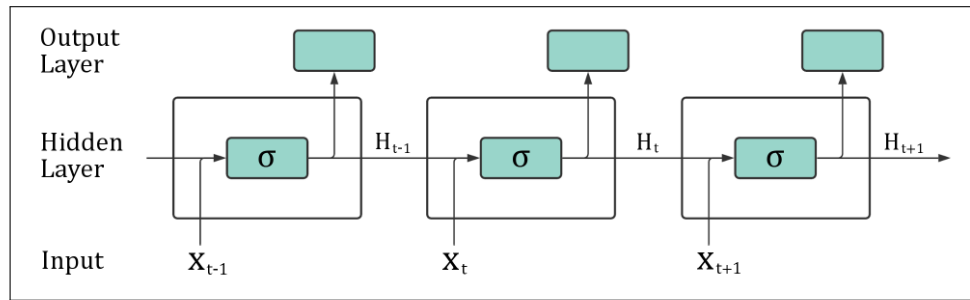 Output
Layer
Hidden
Layer
σ
H_{t-1}
σ
H_t
σ
H_{t+1}
Input
X_{t-1}
X_t
X_{t+1}